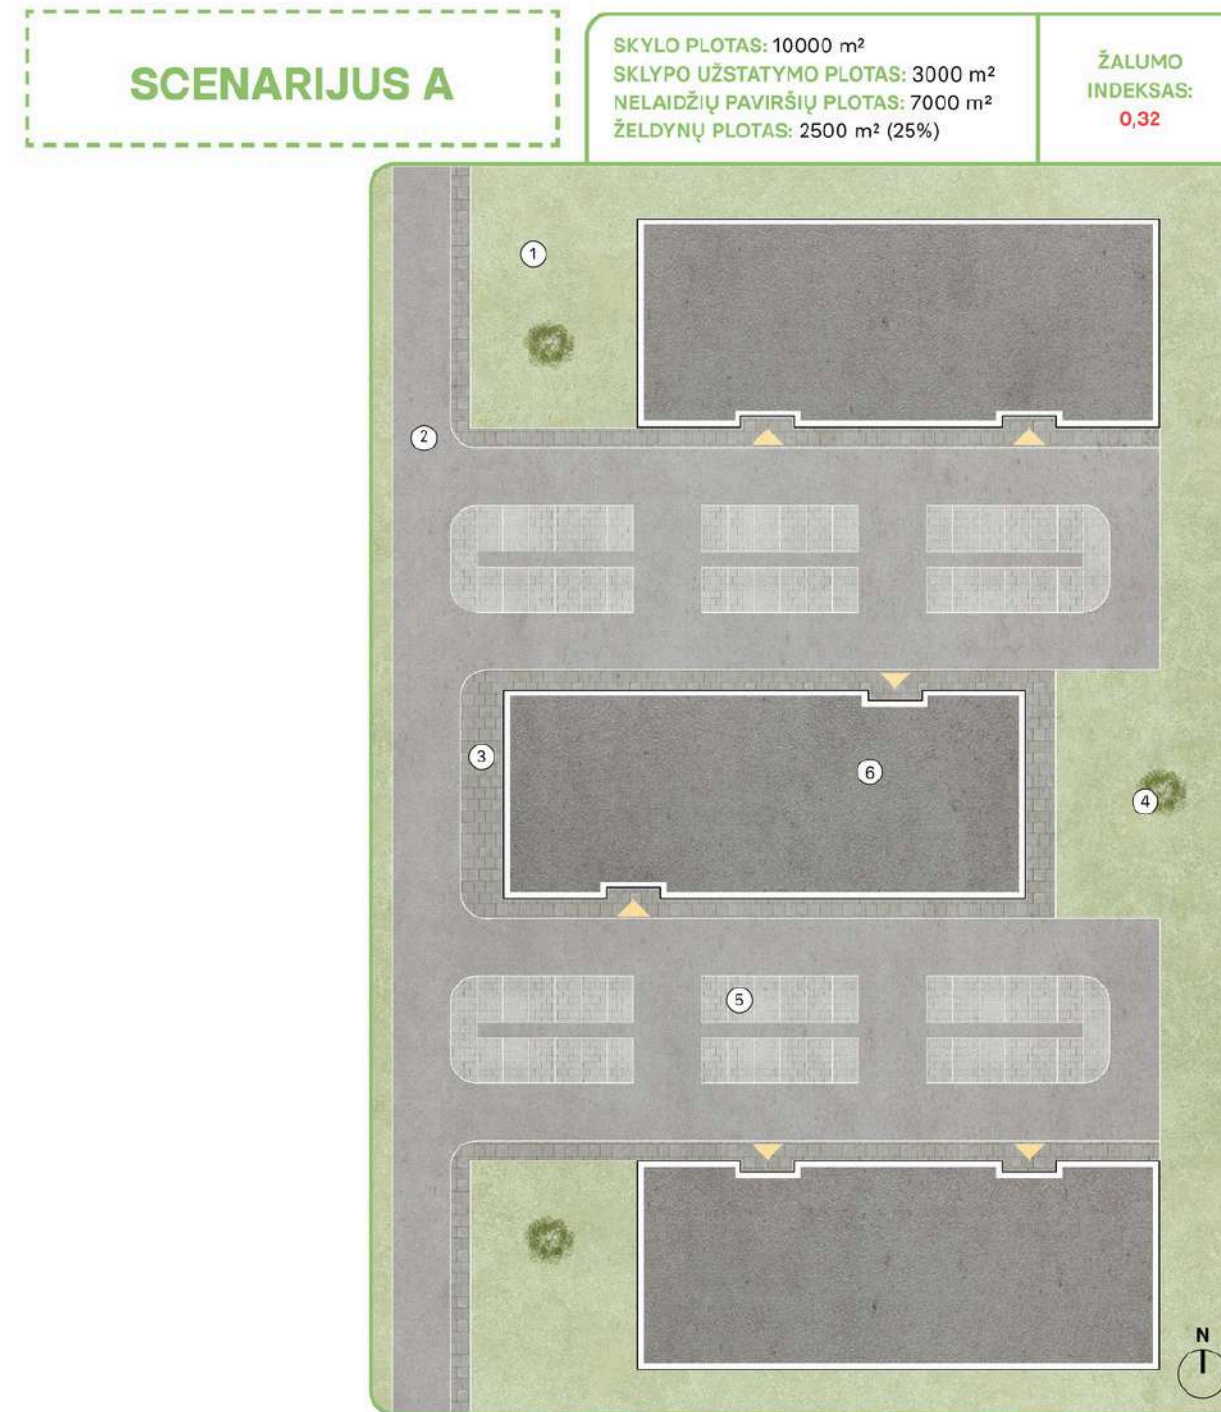 SCENARIJUS A
SKYLO PLOTAS: 10000 m²
SKLYPO UŽSTATYMO PLOTAS: 3000 m²
NELAIDŽIŲ PAVIRŠIŲ PLOTAS: 7000 m²
ŽELDYNŲ PLOTAS: 2500 m² (25%)
ŽALUMO
INDEKSAS:
0,32
1
2
3
6
4
5
N